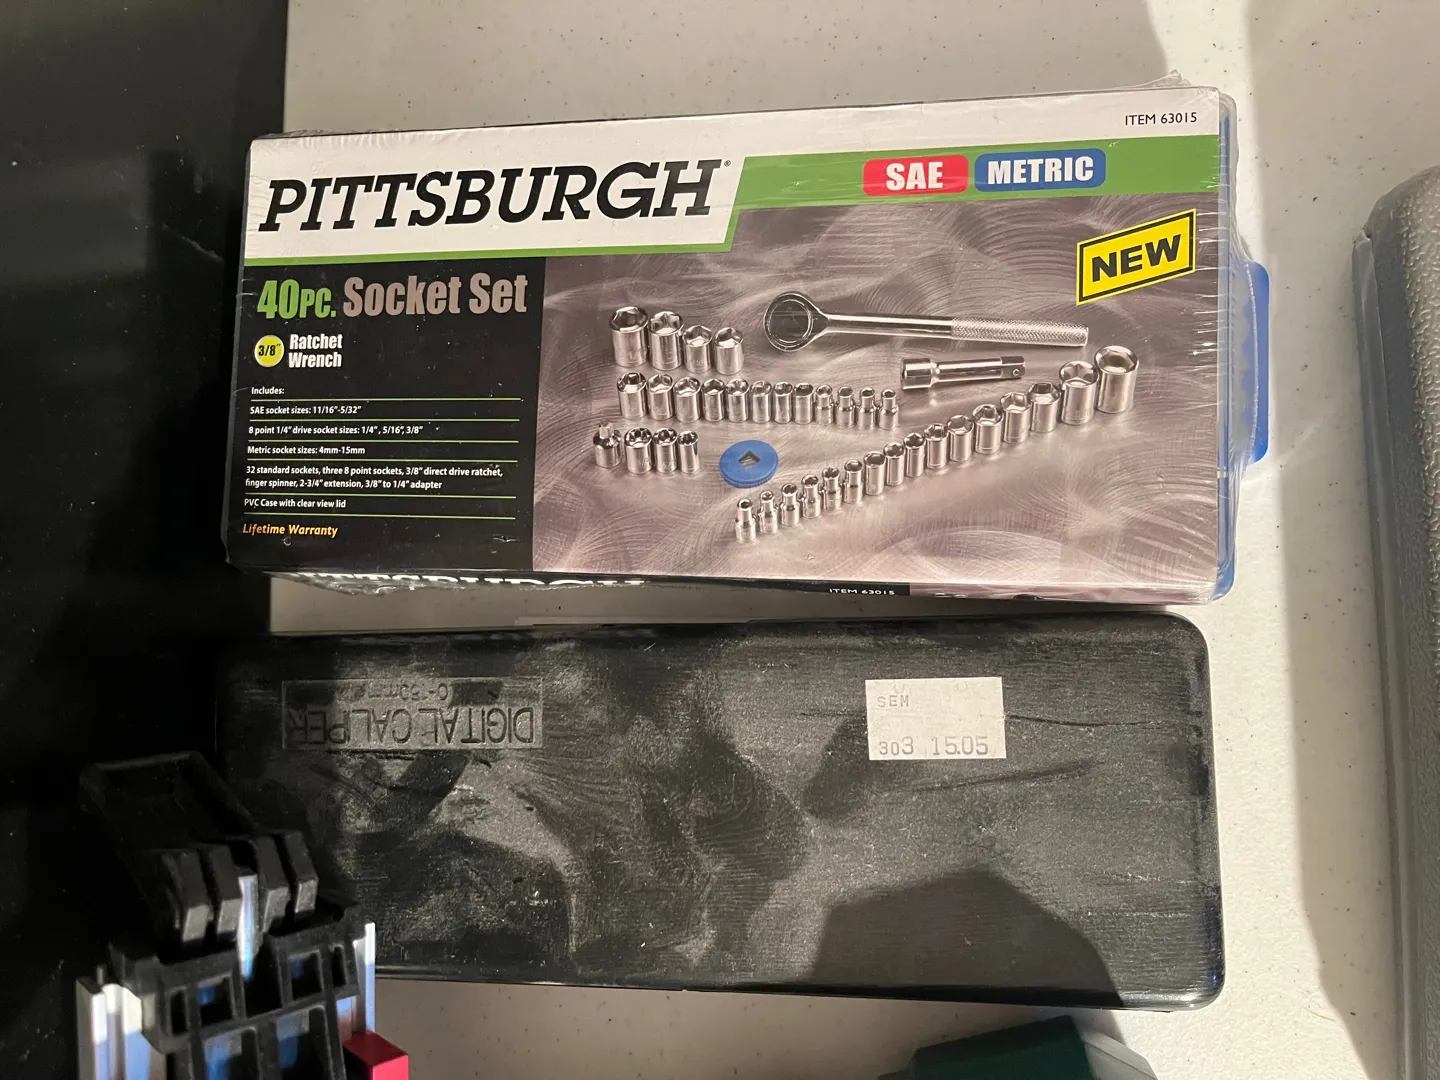 ITEM 63015
PITTSBURGH®
SAE METRIC
NEW
40PC. Socket Set
3/8" Ratchet Wrench
Includes:
SAE socket sizes: 11/16"-5/32"
8 point 1/4" drive socket sizes: 1/4", 5/16", 3/8"
Metric socket sizes: 4mm-15mm
32 standard sockets, three 8 point sockets, 3/8" direct drive ratchet,
finger spinner, 2-3/4" extension, 3/8" to 1/4" adapter
PVC Case with clear view lid
Lifetime Warranty
PITTSBURGH
ITEM 63015
DIGITAL CALIPER
0-150mm
SEM
303 1505